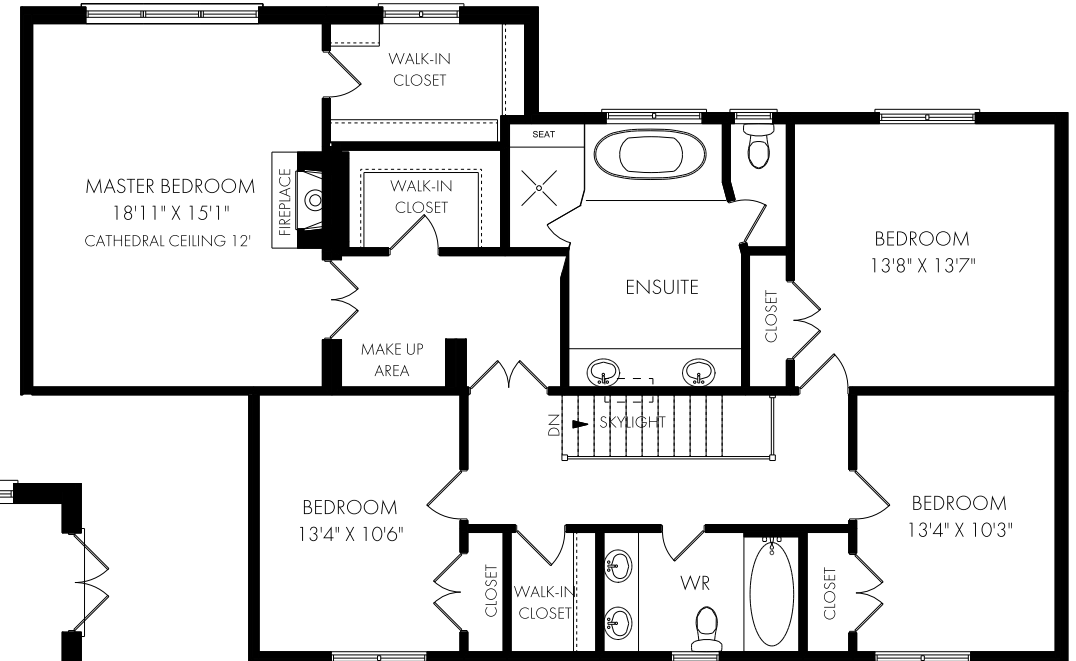 WALK-IN
CLOSET
SEAT
MASTER BEDROOM
18'11" X 15'1"
CATHEDRAL CEILING 12'
FIREPLACE
WALK-IN
CLOSET
BEDROOM
13'8" X 13'7"
ENSUITE
CLOSET
MAKE UP
AREA
DN
SKYLIGHT
BEDROOM
13'4" X 10'6"
BEDROOM
13'4" X 10'3"
CLOSET
WALK-IN
CLOSET
WR
CLOSET